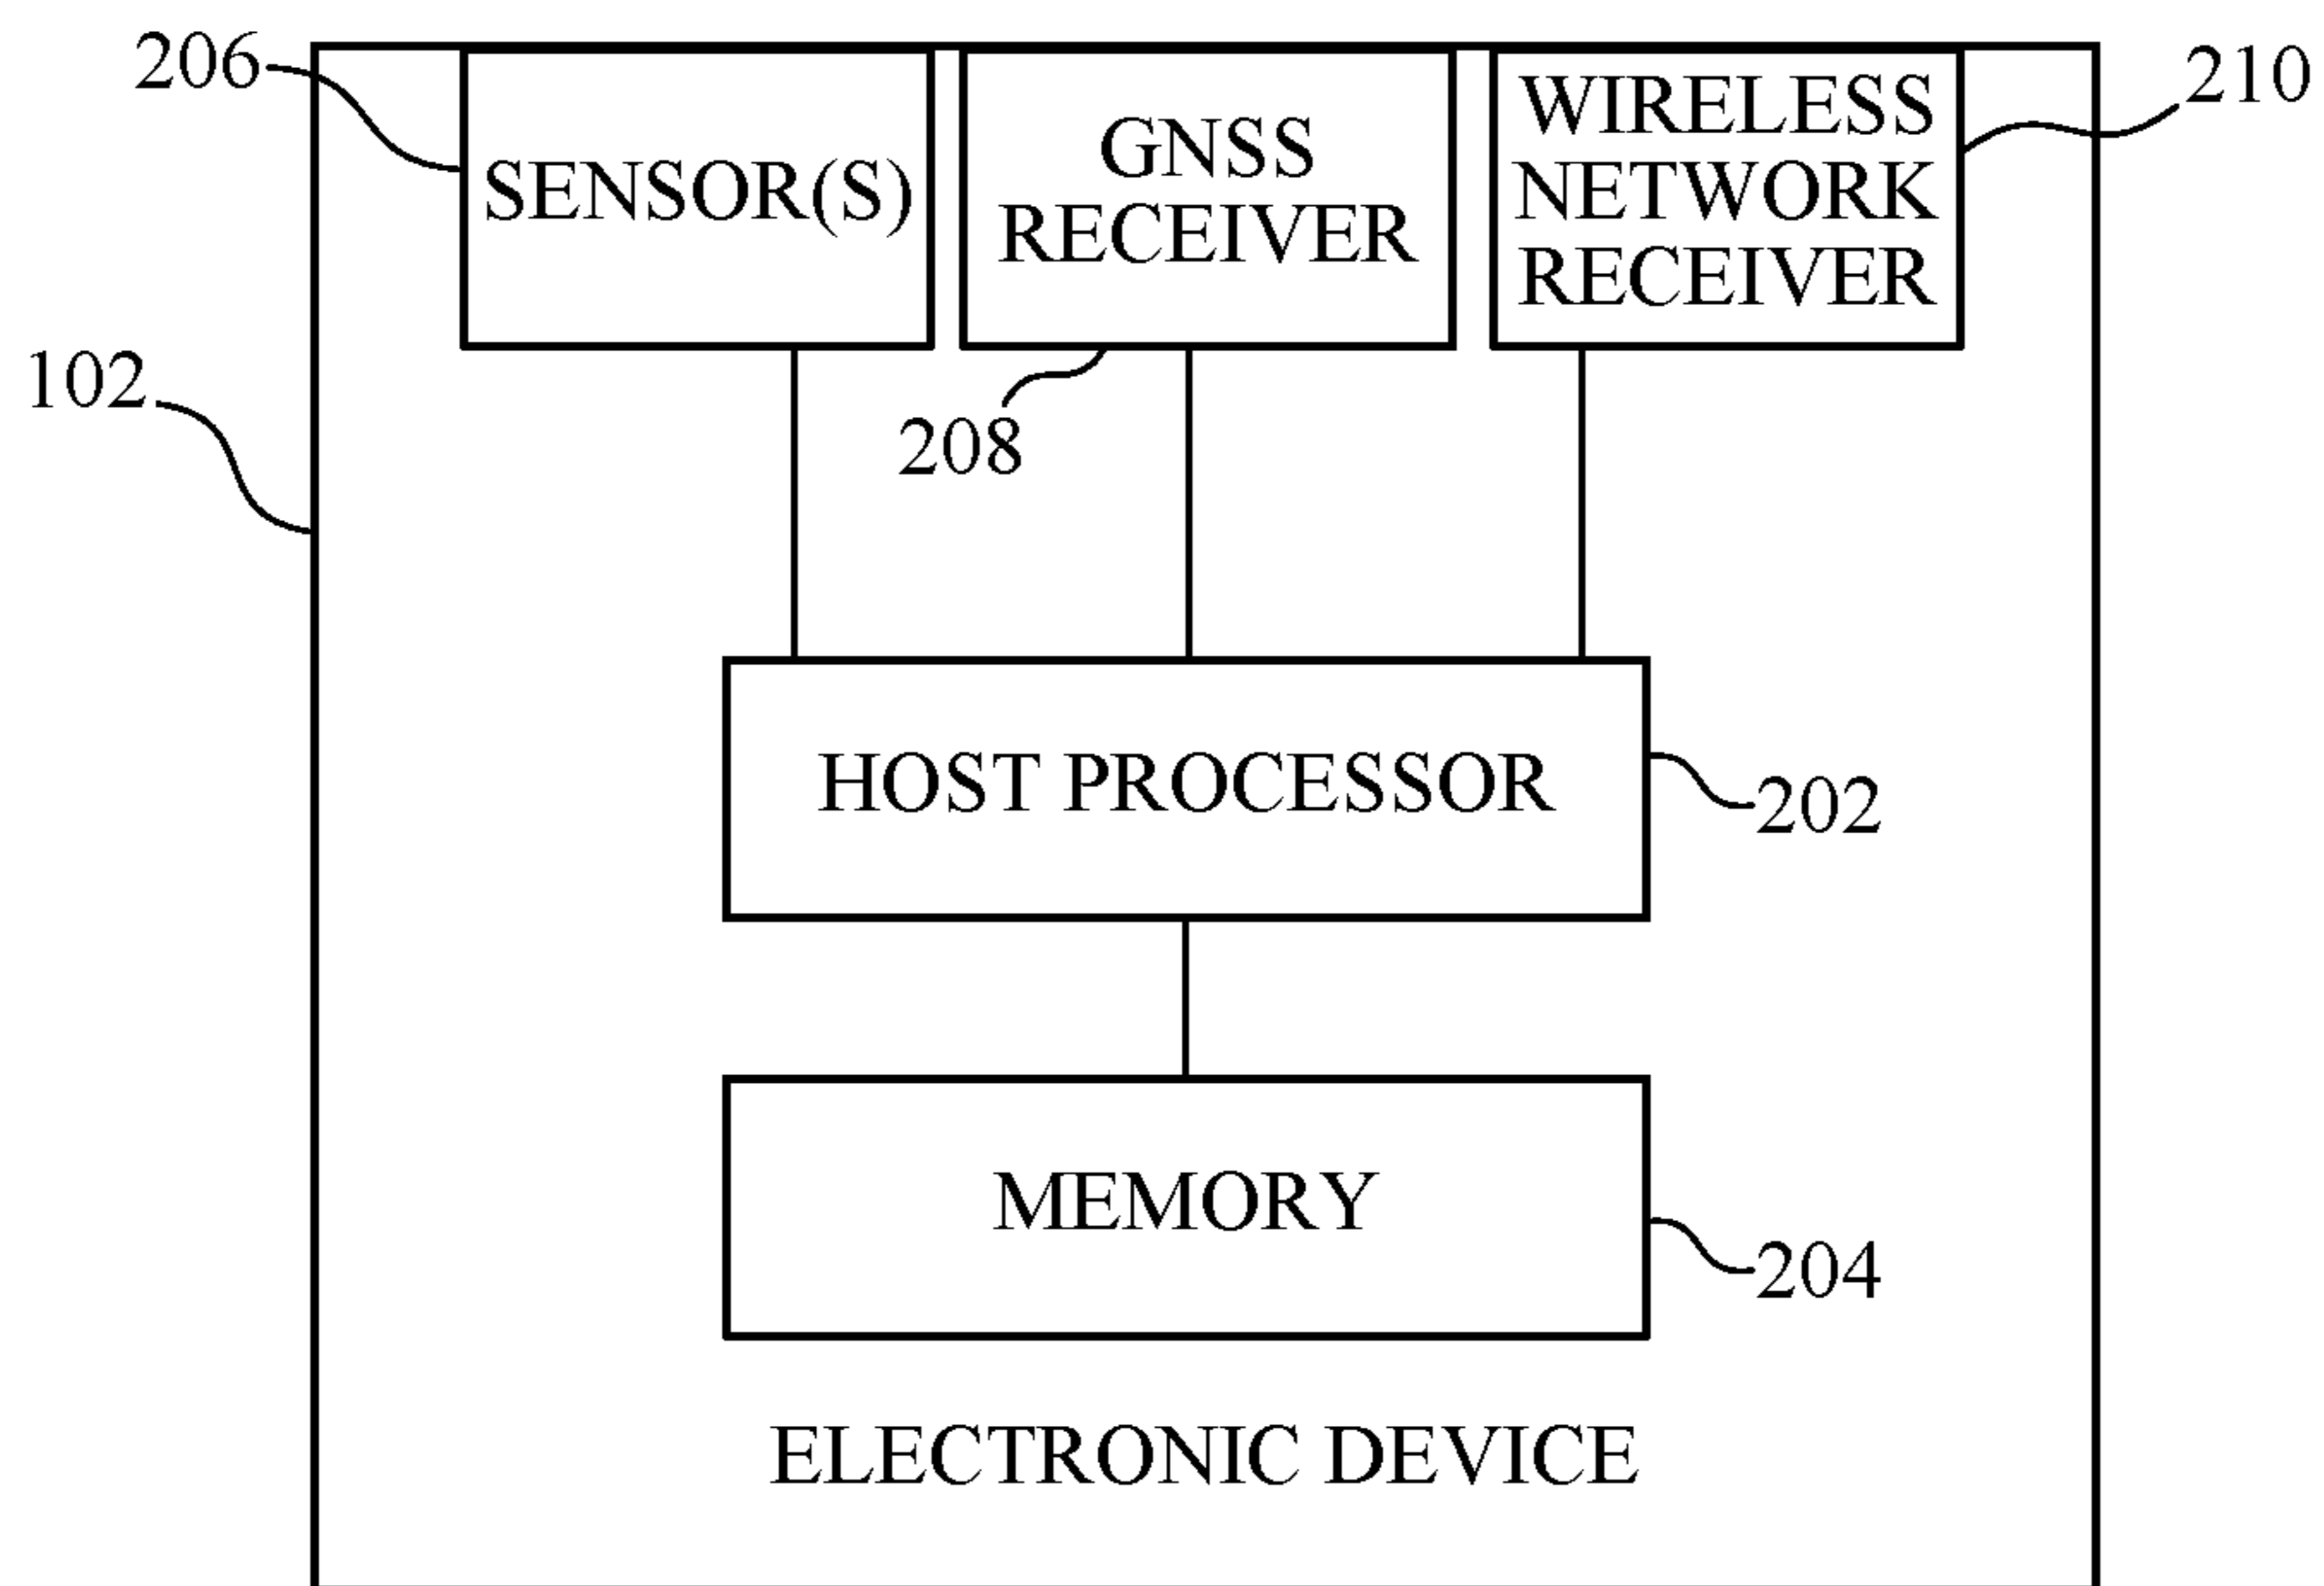 206
SENSOR(S)
GNSS
RECEIVER
WIRELESS
NETWORK
RECEIVER
210
102
208
HOST PROCESSOR
202
MEMORY
204
ELECTRONIC DEVICE